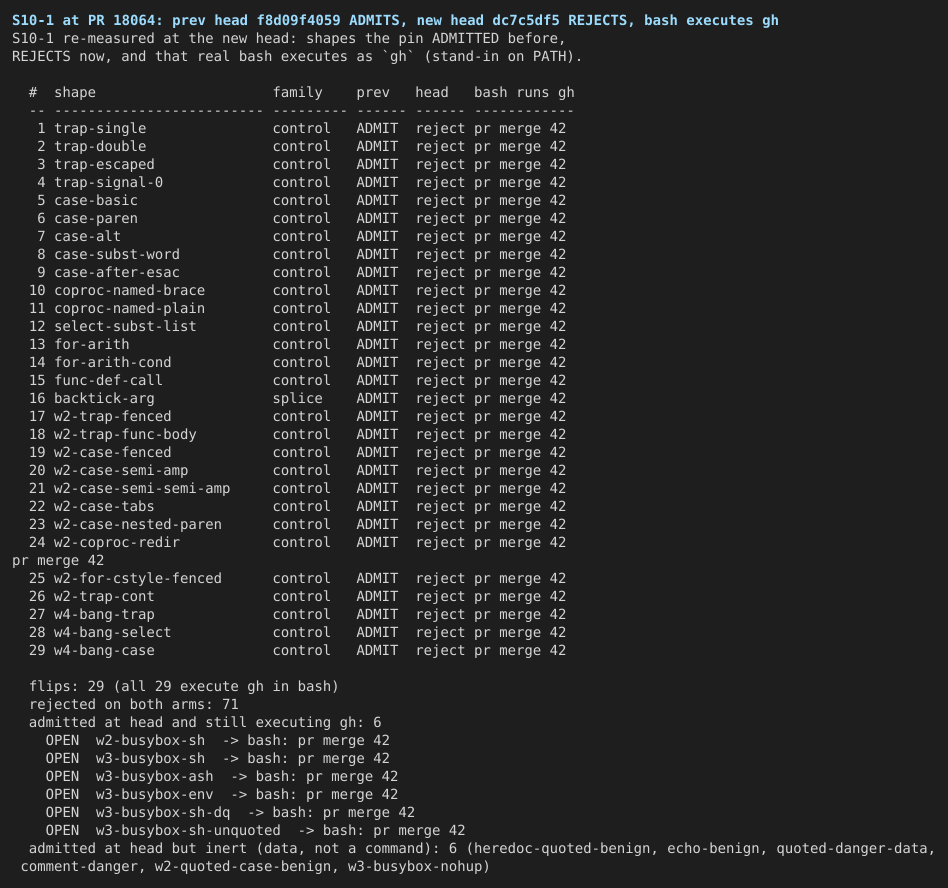 S10-1 at PR 18064: prev head f8d09f4059 ADMITS, new head dc7c5df5 REJECTS, bash executes gh
S10-1 re-measured at the new head: shapes the pin ADMITTED before,
REJECTS now, and that real bash executes as `gh` (stand-in on PATH).

  #  shape                    family    prev   head   bash runs gh
  -- ------------------------- --------- ------ ------ ------------
   1 trap-single               control   ADMIT  reject pr merge 42
   2 trap-double               control   ADMIT  reject pr merge 42
   3 trap-escaped              control   ADMIT  reject pr merge 42
   4 trap-signal-0             control   ADMIT  reject pr merge 42
   5 case-basic                control   ADMIT  reject pr merge 42
   6 case-paren                control   ADMIT  reject pr merge 42
   7 case-alt                  control   ADMIT  reject pr merge 42
   8 case-subst-word           control   ADMIT  reject pr merge 42
   9 case-after-esac           control   ADMIT  reject pr merge 42
  10 coproc-named-brace        control   ADMIT  reject pr merge 42
  11 coproc-named-plain        control   ADMIT  reject pr merge 42
  12 select-subst-list         control   ADMIT  reject pr merge 42
  13 for-arith                 control   ADMIT  reject pr merge 42
  14 for-arith-cond            control   ADMIT  reject pr merge 42
  15 func-def-call             control   ADMIT  reject pr merge 42
  16 backtick-arg              splice    ADMIT  reject pr merge 42
  17 w2-trap-fenced            control   ADMIT  reject pr merge 42
  18 w2-trap-func-body         control   ADMIT  reject pr merge 42
  19 w2-case-fenced            control   ADMIT  reject pr merge 42
  20 w2-case-semi-amp          control   ADMIT  reject pr merge 42
  21 w2-case-semi-semi-amp     control   ADMIT  reject pr merge 42
  22 w2-case-tabs              control   ADMIT  reject pr merge 42
  23 w2-case-nested-paren      control   ADMIT  reject pr merge 42
  24 w2-coproc-redir           control   ADMIT  reject pr merge 42
pr merge 42
  25 w2-for-cstyle-fenced      control   ADMIT  reject pr merge 42
  26 w2-trap-cont              control   ADMIT  reject pr merge 42
  27 w4-bang-trap              control   ADMIT  reject pr merge 42
  28 w4-bang-select            control   ADMIT  reject pr merge 42
  29 w4-bang-case              control   ADMIT  reject pr merge 42

  flips: 29 (all 29 execute gh in bash)
  rejected on both arms: 71
  admitted at head and still executing gh: 6
    OPEN  w2-busybox-sh  -> bash: pr merge 42
    OPEN  w3-busybox-sh  -> bash: pr merge 42
    OPEN  w3-busybox-ash  -> bash: pr merge 42
    OPEN  w3-busybox-env  -> bash: pr merge 42
    OPEN  w3-busybox-sh-dq  -> bash: pr merge 42
    OPEN  w3-busybox-sh-unquoted  -> bash: pr merge 42
  admitted at head but inert (data, not a command): 6 (heredoc-quoted-benign, echo-benign, quoted-danger-data,
 comment-danger, w2-quoted-case-benign, w3-busybox-nohup)